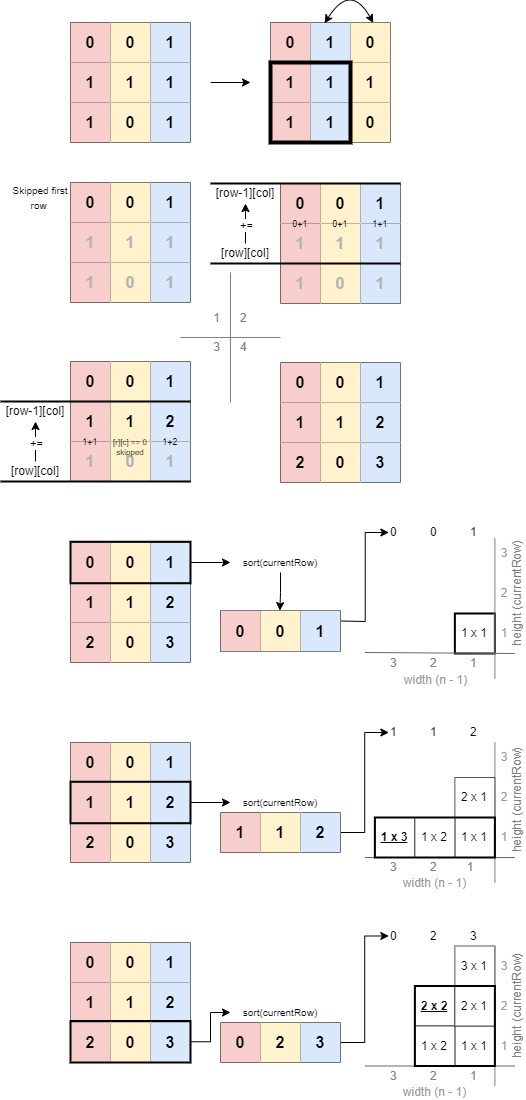 0 0 1
1 1 1
1 0 1
0 1 0
1 1 1
1 1 0
Skipped first
row
0 0 1
1 1 1
1 0 1
[row-1][col]
+=
[row][col]
0 0 1
0+1 0+1 1+1
1 1 1
1 0 1
1 2
3 4
[row-1][col]
+=
[row][col]
0 0 1
1 1 2
1+1 [r][c] == 0 1+2
skipped
1 0 1
0 0 1
1 1 2
2 0 3
0 0 1
1 1 2
2 0 3
sort(currentRow)
0 0 1
0 0 1
1 x 1
3 2 1
width (n - 1)
3
2
1
height (currentRow)
0 0 1
1 1 2
2 0 3
sort(currentRow)
1 1 2
1 1 2
2 x 1
1 x 3 1 x 2 1 x 1
3 2 1
width (n - 1)
3
2
1
height (currentRow)
0 0 1
1 1 2
2 0 3
sort(currentRow)
0 2 3
0 2 3
3 x 1
2 x 2 2 x 1
1 x 2 1 x 1
3 2 1
width (n - 1)
3
2
1
height (currentRow)